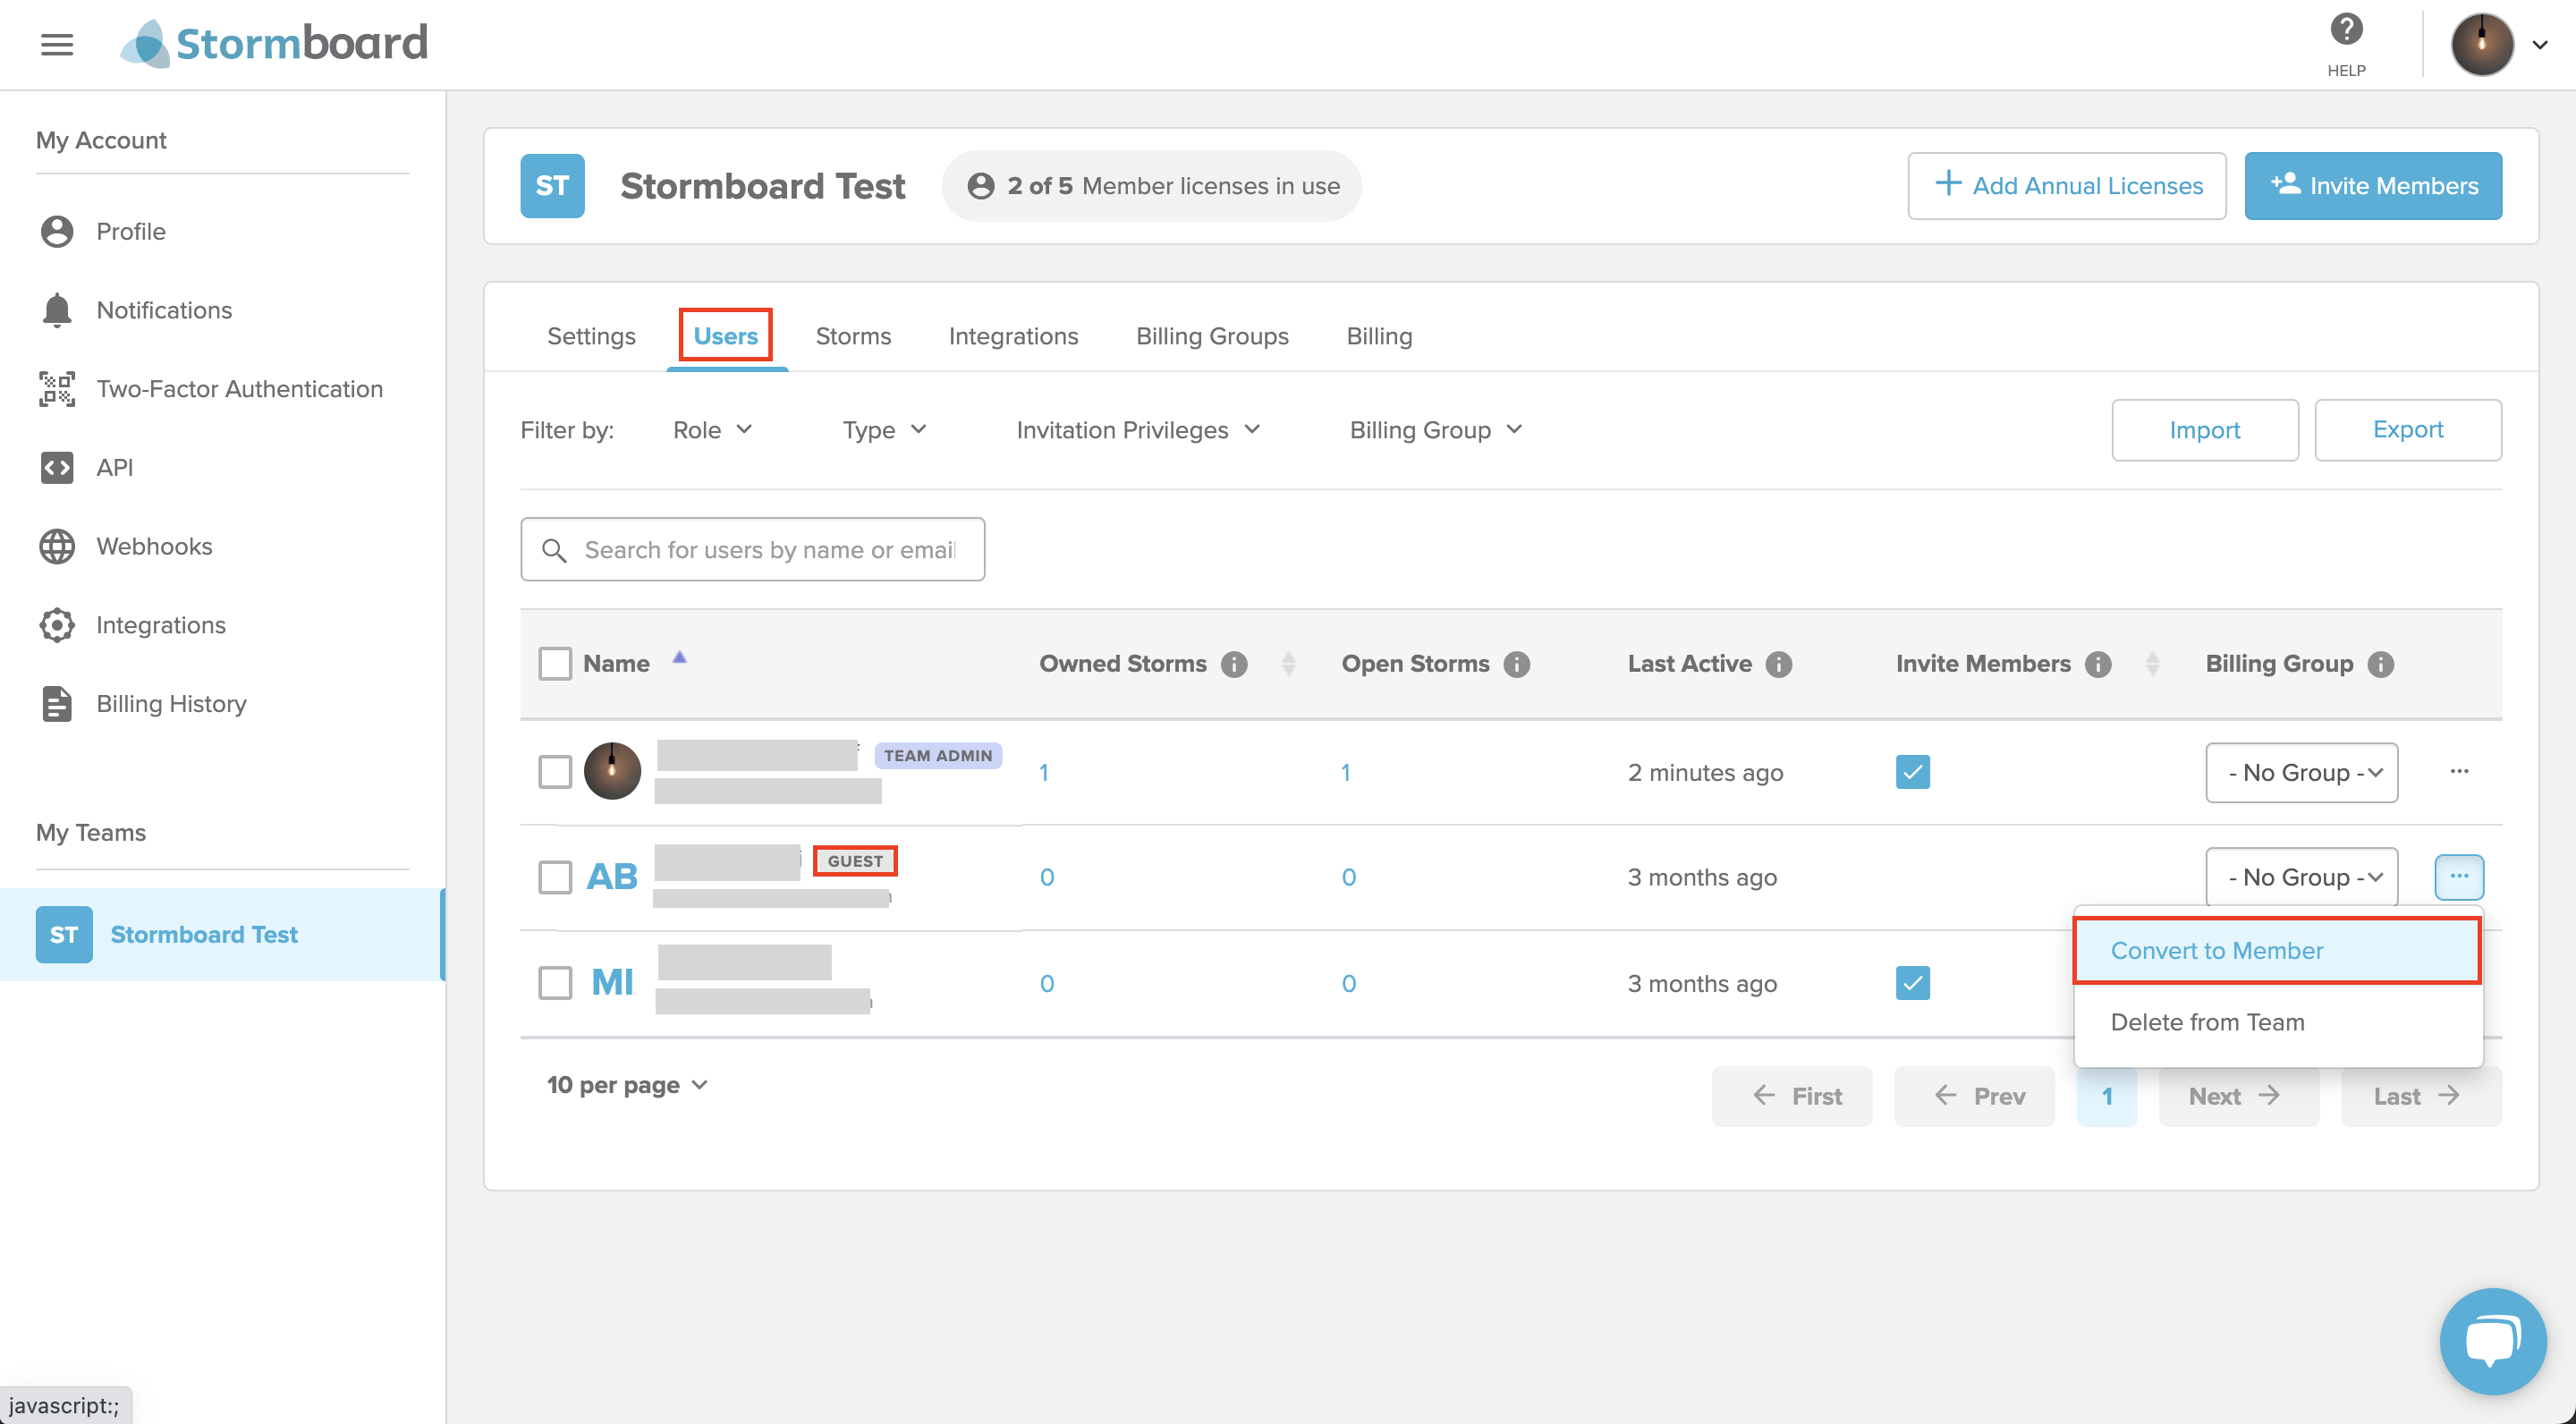 Stormboard
HELP
My Account
Profile
Notifications
Two-Factor Authentication
API
Webhooks
Integrations
Billing History
My Teams
ST Stormboard Test
ST Stormboard Test 2 of 5 Member licenses in use + Add Annual Licenses Invite Members
Settings Users Storms Integrations Billing Groups Billing
Filter by: Role Type Invitation Privileges Billing Group Import Export
Search for users by name or email
Name Owned Storms Open Storms Last Active Invite Members Billing Group
TEAM ADMIN
1 1 2 minutes ago - No Group - ...
GUEST
AB 0 0 3 months ago - No Group - ...
Convert to Member
MI 0 0 3 months ago
Delete from Team
10 per page First Prev 1 Next Last
javascript:;